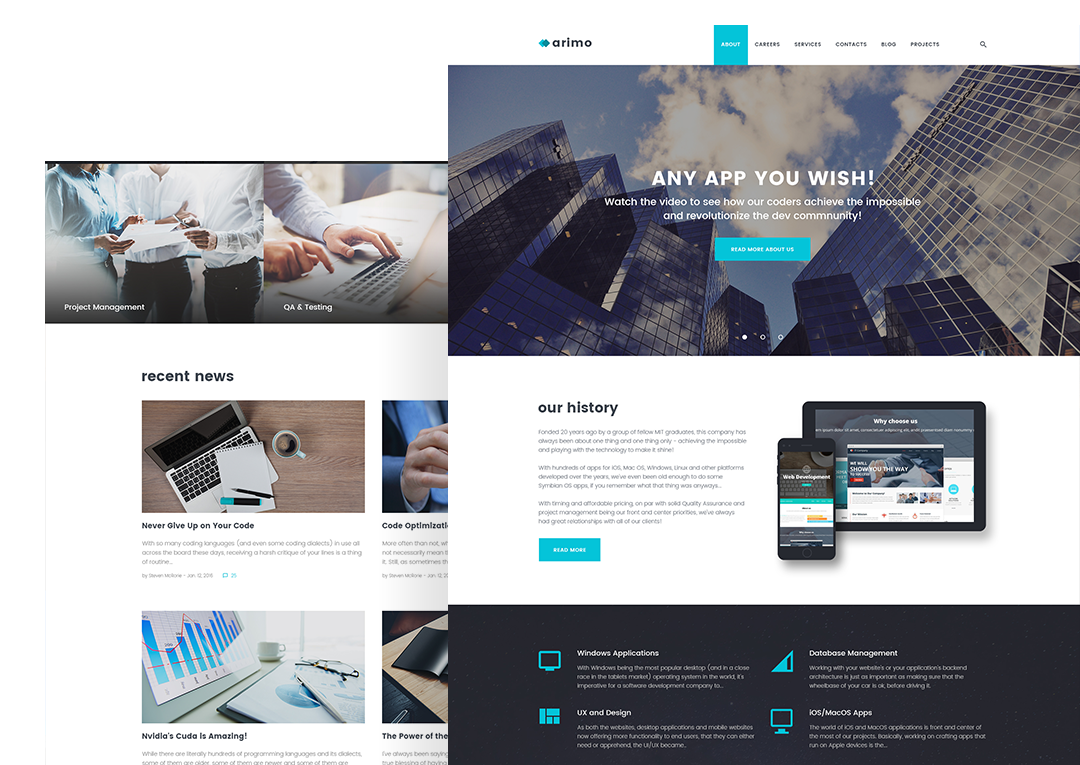 arimo
ABOUT
CAREERS
SERVICES
CONTACTS
BLOG
PROJECTS
ANY APP YOU WISH!
Watch the video to see how our coders achieve the impossible
and revolutionize the dev commnunity!
READ MORE ABOUT US
our history
Fonded 20 years ago by a group of fellow MIT graduates, this company has
always been about one thing and one thing only - achieving the impossible
and playing with the technology to make it shine!
With hundreds of apps for iOS, Mac OS, Windows, Linux and other platforms
developed over the years, we've even been old enough to do some
Symbian OS apps, if you remember what that thing was anyways...
With timing and affordable pricing, on par with solid Quality Assurance and
project management being our front and center priorities, we've always
had great relationships with all of our clients!
READ MORE
Why choose us
Web Development
WE WILL
SHOW YOU THE WAY
TO SUCCESS!
Welcome to Our Company!
Windows Applications
With Windows being the most popular desktop (and in a close
race in the tablets market) operating system in the world, it's
imperative for a software development company to...
Database Management
Working with your website's or your application's backend
architecture is just as important as making sure that the
wheelbase of your car is ok, before driving it.
UX and Design
As both the websites, desktop applications and mobile websites
now offering more functionality to end users, that they can either
need or apprehend, the UI/UX became..
iOS/MacOS Apps
The world of iOS and MacOS applications is front and center of
the most of our projects. Basically, working on crafting apps that
run on Apple devices is the...
Project Management
QA & Testing
recent news
Never Give Up on Your Code
With so many coding languages (and even some coding dialects,) in use all
across the board these days, receiving a harsh critique of your lines is a thing
of routine...
by Steven McRone - Jan. 12, 2016
25
Code Optimizati
More often than not, wh
not necessarily mean th
it. Still, as sometimes th
by Steven McRone - Jan. 12, 20
Nvidia's Cuda is Amazing!
While there are literally hundreds of programming languages and its dialects,
some of them are older, some of them are newer and some of them are
The Power of the
I've always been saying
true blessing of having